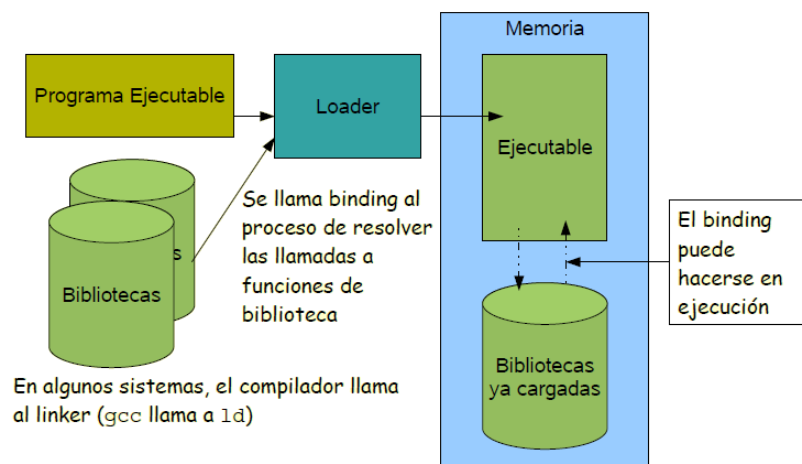 Memoria
Programa Ejecutable
Loader
Ejecutable
Se llama binding al
proceso de resolver
las llamadas a
funciones de
biblioteca
s
Bibliotecas
El binding
puede
hacerse en
ejecución
Bibliotecas
ya cargadas
En algunos sistemas, el compilador llama
al linker (gcc llama a ld)